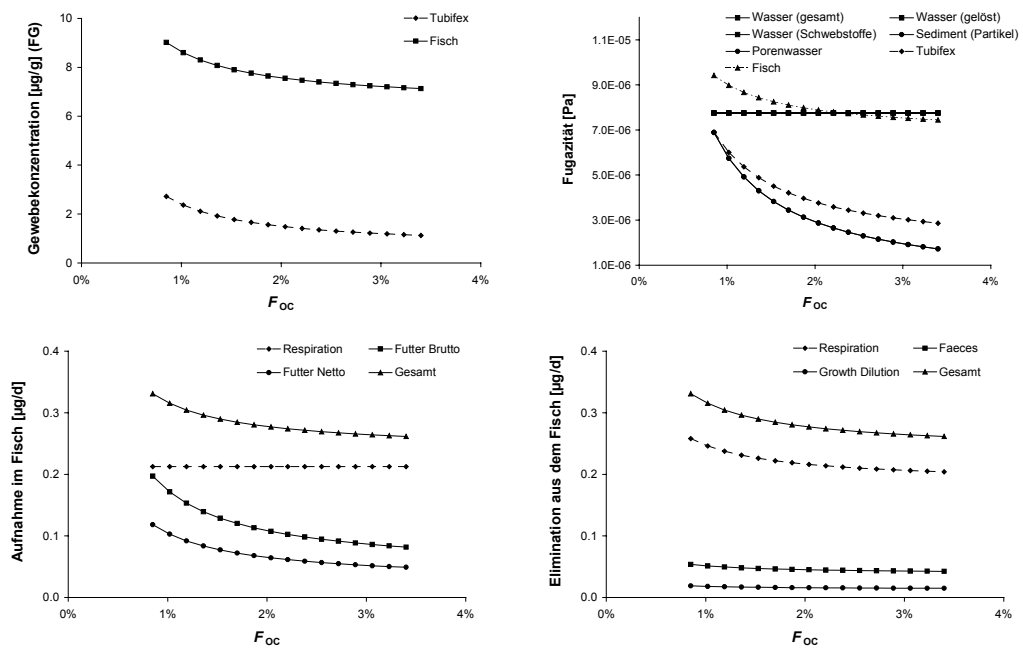 Tubifex
Fisch
10
8
6
4
2
0
0%
1%
2%
3%
4%
Gewebekonzentration [µg/g] (FG)
F OC
Wasser (gesamt)
Wasser (gelöst)
Wasser (Schwebstoffe)
Sediment (Partikel)
Porenwasser
Tubifex
Fisch
1.1E-05
9.0E-06
7.0E-06
5.0E-06
3.0E-06
1.0E-06
0%
1%
2%
3%
4%
Fugazität [Pa]
F OC
Respiration
Futter Brutto
Futter Netto
Gesamt
0.4
0.3
0.2
0.1
0.0
0%
1%
2%
3%
4%
Aufnahme im Fisch [µg/d]
F OC
Respiration
Faeces
Growth Dilution
Gesamt
0.4
0.3
0.2
0.1
0.0
0%
1%
2%
3%
4%
Elimination aus dem Fisch [µg/d]
F OC